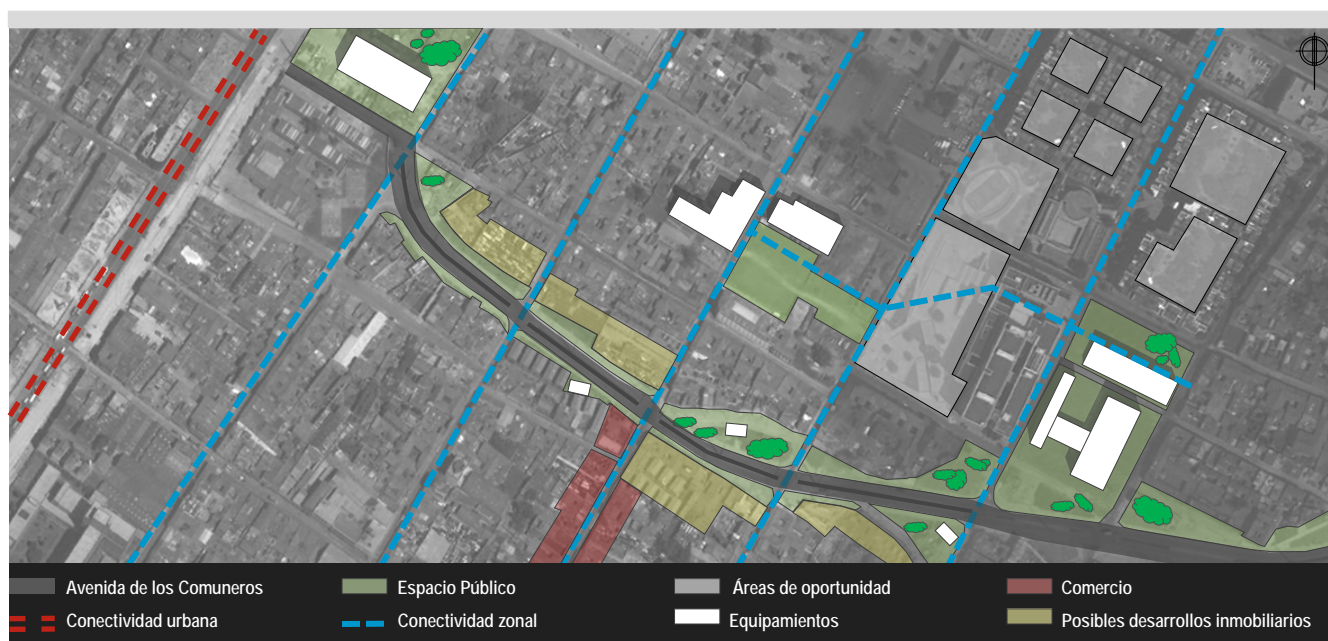 Avenida de los Comuneros
Espacio Público
Áreas de oportunidad
Comercio
Conectividad urbana
Conectividad zonal
Equipamientos
Posibles desarrollos inmobiliarios